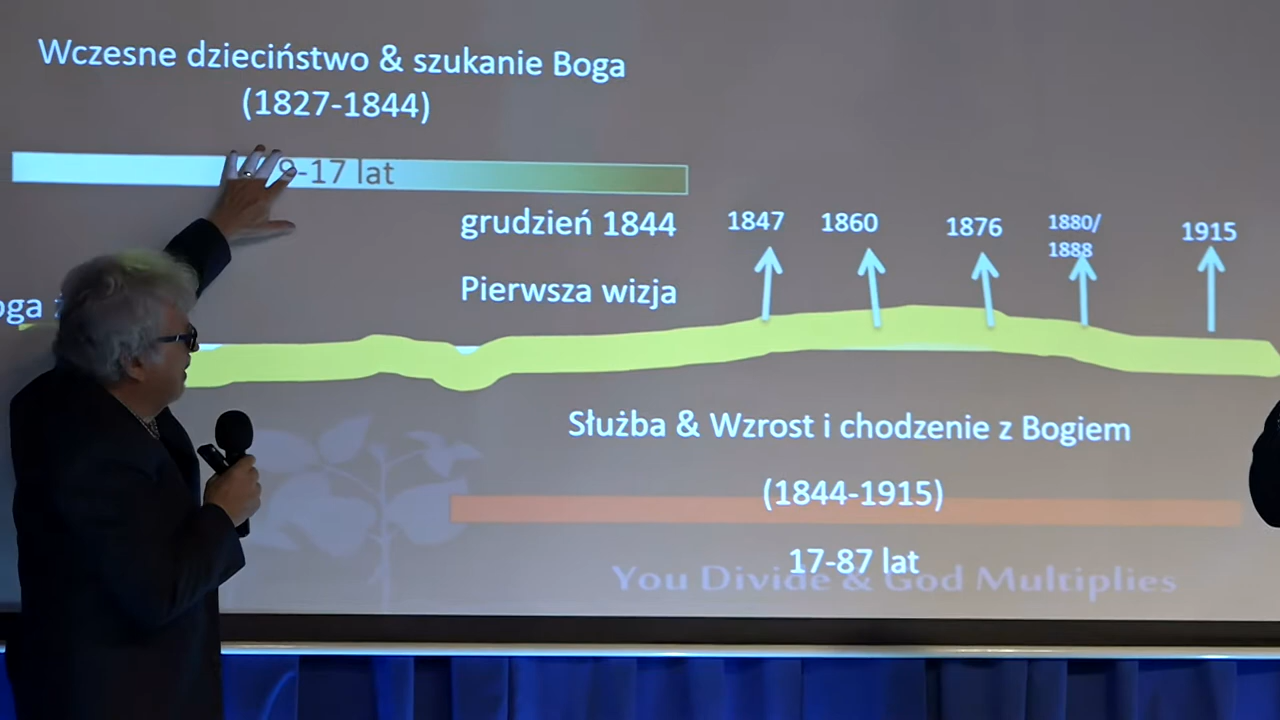 Wczesne dzieciństwo & szukanie Boga
(1827-1844)
9-17 lat
grudzień 1844
Pierwsza wizja
1847
1860
1876
1880/
1888
1915
Służba & Wzrost i chodzenie z Bogiem
(1844-1915)
17-87 lat
You Divide & God Multiplies